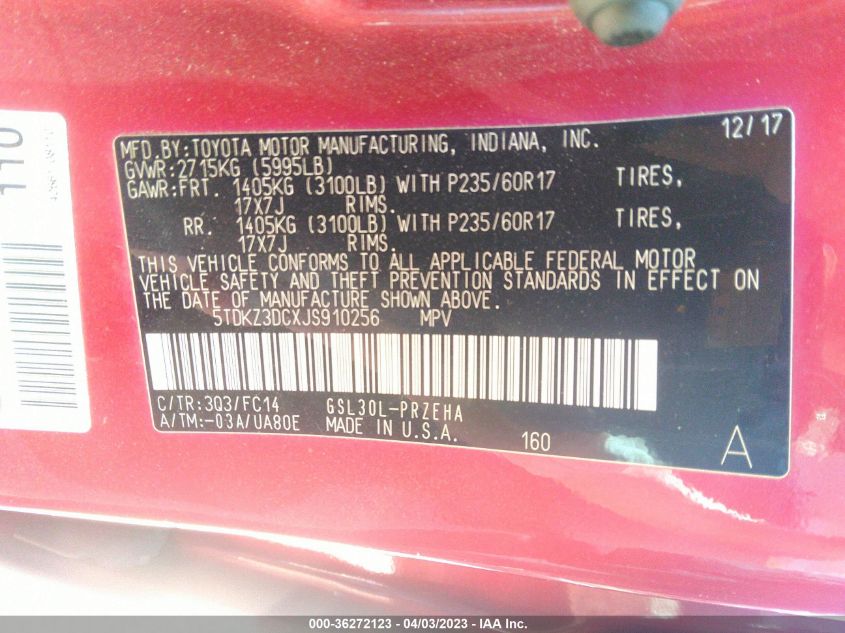 MFD.BY:TOYOTA MOTOR MANUFACTURING, INDIANA, INC. 12/17
GVWR:2715KG (5995LB)
GAWR:FRT. 1405KG (3100LB) WITH P235/60R17 TIRES,
17X7J RIMS.
RR. 1405KG (3100LB) WITH P235/60R17 TIRES,
17X7J RIMS.
THIS VEHICLE CONFORMS TO ALL APPLICABLE FEDERAL MOTOR
VEHICLE SAFETY AND THEFT PREVENTION STANDARDS IN EFFECT ON
THE DATE OF MANUFACTURE SHOWN ABOVE.
5TDKZ3DCXJS910256 MPV
C/TR:3Q3/FC14 GSL30L-PRZEHA
A/TM:-03A/UA80E MADE IN U.S.A. 160 A
110
000-36272123 - 04/03/2023 - IAA Inc.